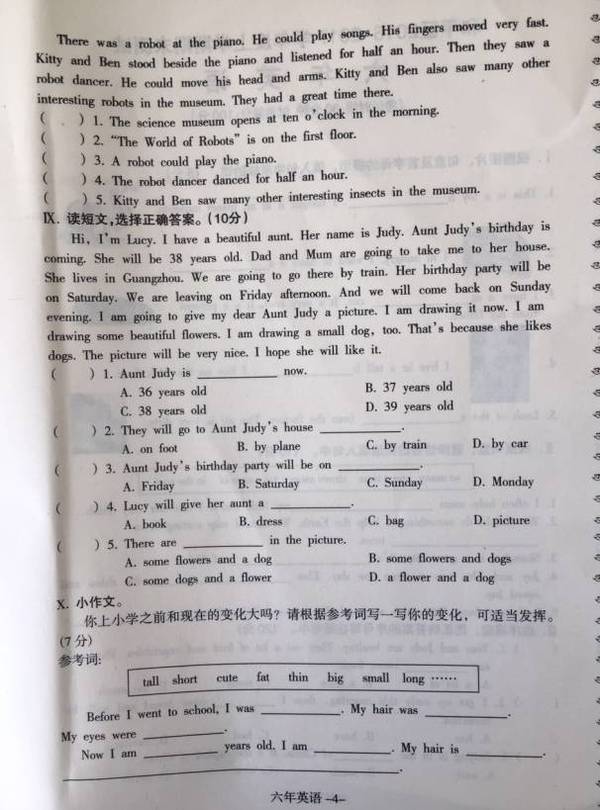 There was a robot at the piano. He could play songs. His fingers moved very fast.
Kitty and Ben stood beside the piano and listened for half an hour. Then they saw a
robot dancer. He could move his head and arms. Kitty and Ben also saw many other
interesting robots in the museum. They had a great time there.
( ) 1. The science museum opens at ten o'clock in the morning.
( ) 2. "The World of Robots" is on the first floor.
( ) 3. A robot could play the piano.
( ) 4. The robot dancer danced for half an hour.
( ) 5. Kitty and Ben saw many other interesting insects in the museum.
Ⅸ. 读短文,选择正确答案。(10分)
Hi, I'm Lucy. I have a beautiful aunt. Her name is Judy. Aunt Judy's birthday is
coming. She will be 38 years old. Dad and Mum are going to take me to her house.
She lives in Guangzhou. We are going to go there by train. Her birthday party will be
on Saturday. We are leaving on Friday afternoon. And we will come back on Sunday
evening. I am going to give my dear Aunt Judy a picture. I am drawing it now. I am
drawing some beautiful flowers. I am drawing a small dog, too. That's because she likes
dogs. The picture will be very nice. I hope she will like it.
( ) 1. Aunt Judy is ____________ now.
A. 36 years old B. 37 years old
C. 38 years old D. 39 years old
( ) 2. They will go to Aunt Judy's house ____________.
A. on foot B. by plane C. by train D. by car
( ) 3. Aunt Judy's birthday party will be on ____________.
A. Friday B. Saturday C. Sunday D. Monday
( ) 4. Lucy will give her aunt a ____________.
A. book B. dress C. bag D. picture
( ) 5. There are ____________ in the picture.
A. some flowers and a dog B. some flowers and dogs
C. some dogs and a flower D. a flower and a dog
Ⅹ. 小作文。
你上小学之前和现在的变化大吗? 请根据参考词写一写你的变化，可适当发挥。
(7分)
参考词:
tall short cute fat thin big small long ……
Before I went to school, I was ____________. My hair was ____________.
My eyes were ____________.
Now I am ____________ years old. I am ____________. My hair is ____________.
____________________________________.
六年英语 -4-